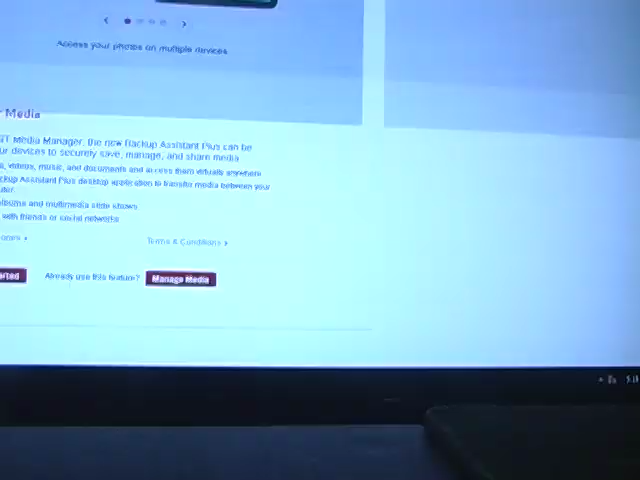 Access your photos on multiple devices
Media
Media Manager, the new Backup Assistant Plus can be
devices to securely save, manage, and share media
videos, music, and documents and access them virtually anywhere
Assistant Plus desktop application to transfer media between your
and multimedia slide shows
with friends or social networks
Terms & Conditions
Already use this feature? Manage Media